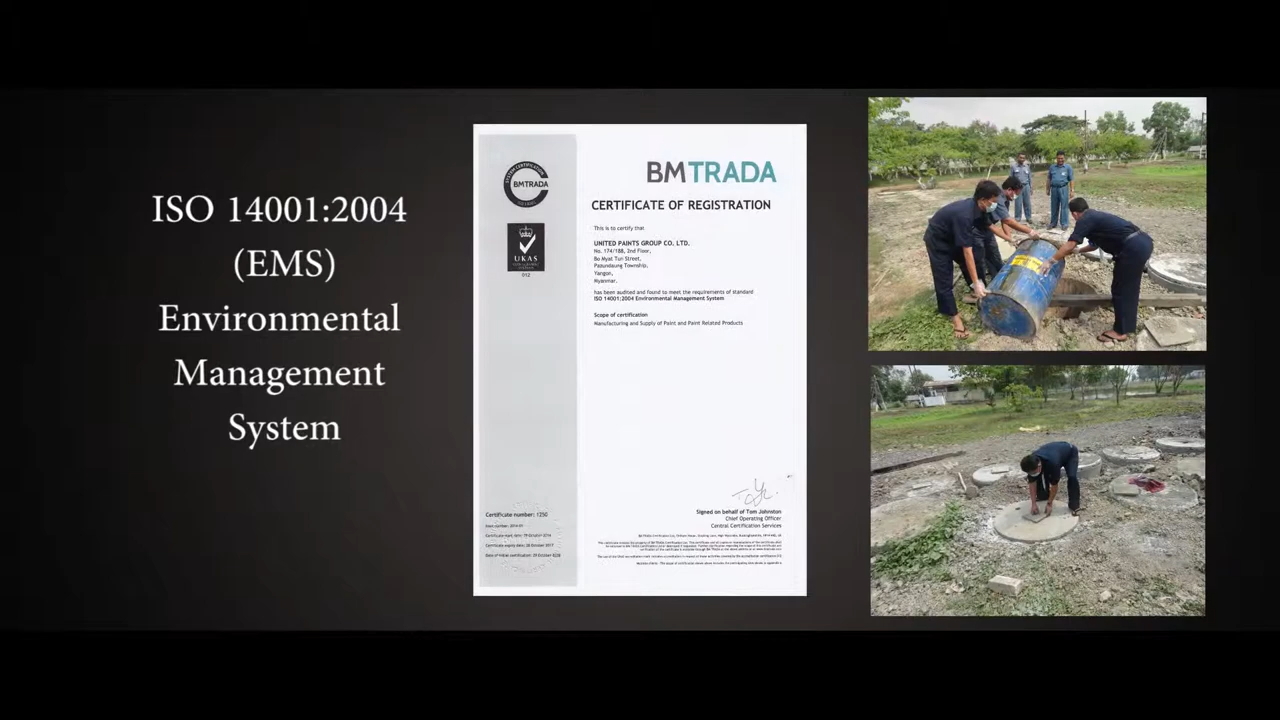 ISO 14001:2004
(EMS)
Environmental
Management
System
BMTRADA
UKAS
012
Certificate number: 1250
BMTRADA
CERTIFICATE OF REGISTRATION
This is to certify that
UNITED PAINTS GROUP CO. LTD.
No. 174/188, 2nd Floor,
Bo Myat Tun Street,
Pazundaung Township,
Yangon,
Myanmar.
has been audited and found to meet the requirements of standard
ISO 14001:2004 Environmental Management System
Scope of certification
Manufacturing and Supply of Paint and Paint Related Products
Signed on behalf of Tom Johnston
Chief Operating Officer
Central Certification Services